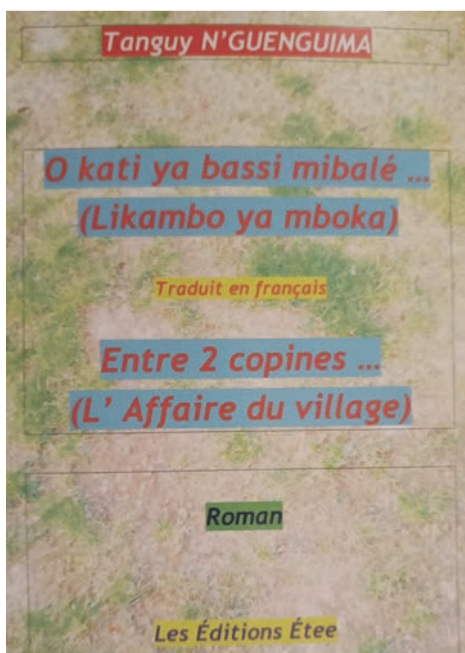 Tanguy N'GUENGUIMA
O kati ya bassi mibalé ...
(Likambo ya mboka)
Traduit en français
Entre 2 copines ...
(L' Affaire du village)
Roman
Les Éditions Étee